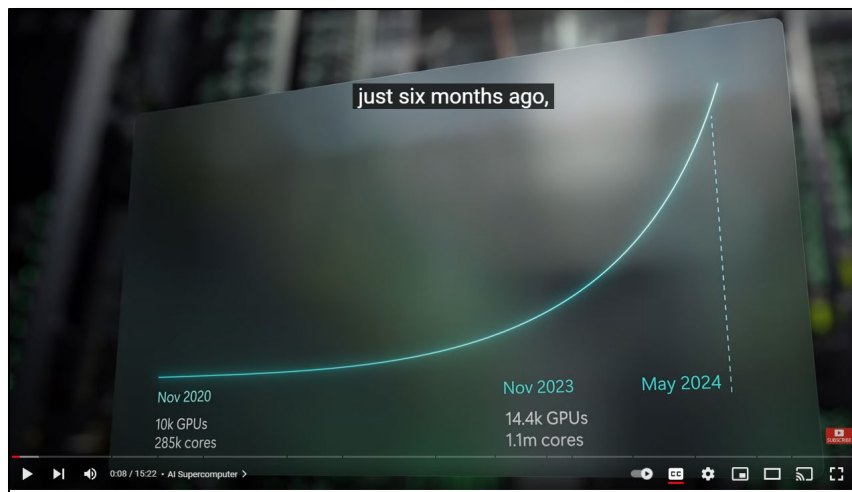 just six months ago,
Nov 2020
10k GPUs
285k cores
Nov 2023
14.4k GPUs
1.1m cores
May 2024
SUBSCRIBE
CC
0:08 / 15:22 • AI Supercomputer >